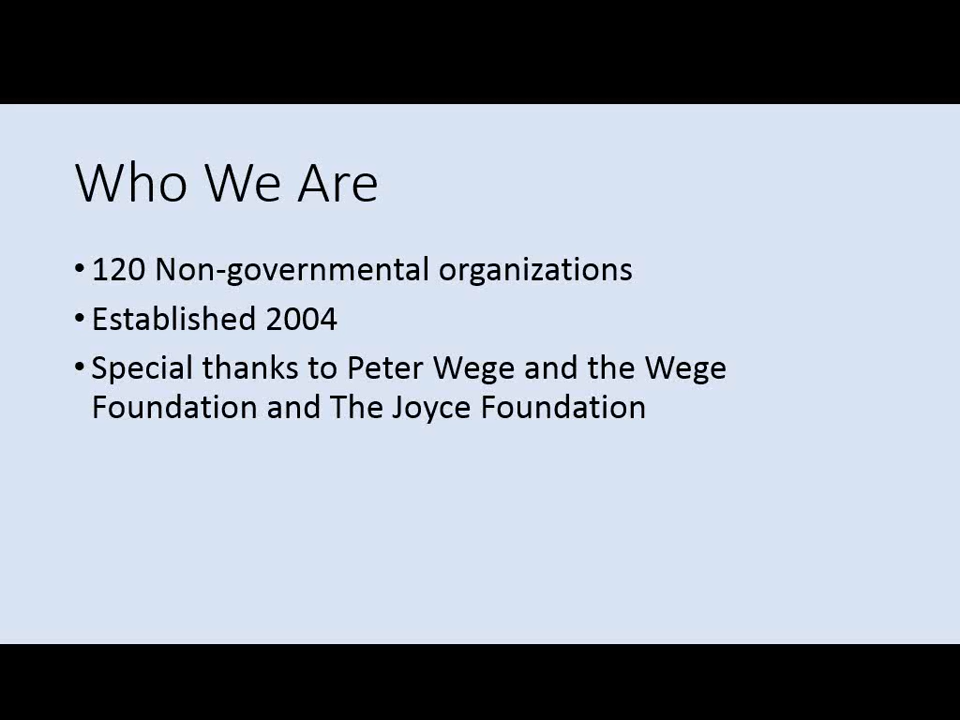 Who We Are
• 120 Non-governmental organizations
• Established 2004
• Special thanks to Peter Wege and the Wege
Foundation and The Joyce Foundation